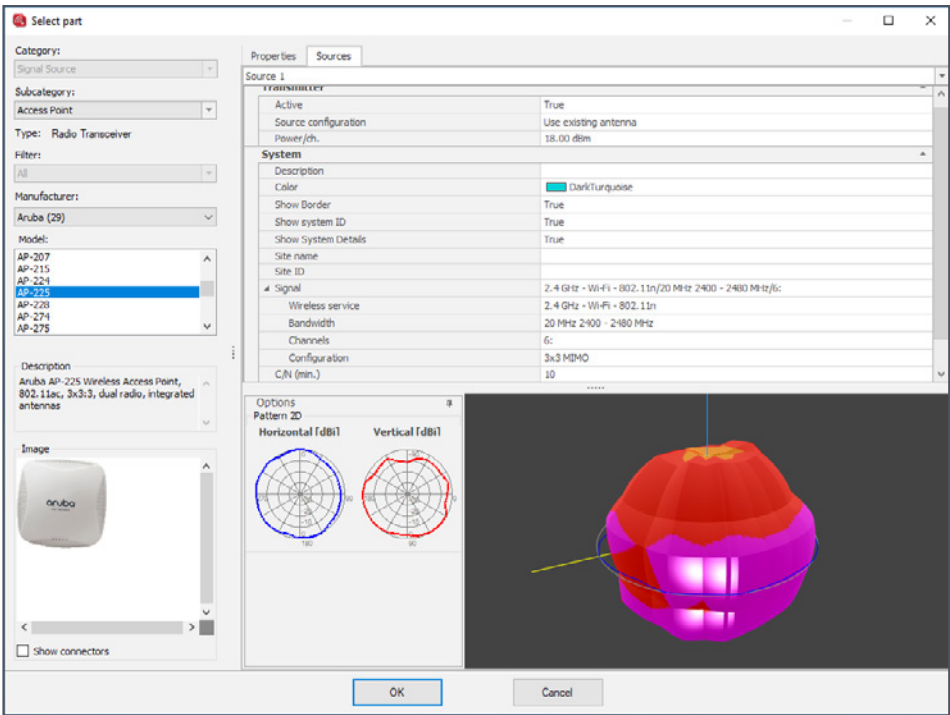 Select part
Category:
Signal Source
Subcategory:
Access Point
Type: Radio Transceiver
Filter:
All
Manufacturer:
Aruba (29)
Model:
AP-207
AP-215
AP-224
AP-225
AP-228
AP-274
AP-275
Description
Aruba AP-225 Wireless Access Point,
802.11ac, 3x3:3, dual radio, integrated
antennas
Image
aruba
Show connectors
Properties Sources
Source 1
Transmitter
Active True
Source configuration Use existing antenna
Power/ch. 18.00 dBm
System
Description
Color DarkTurquoise
Show Border True
Show system ID True
Show System Details True
Site name
Site ID
Signal 2.4 GHz - Wi-Fi - 802.11n/20 MHz 2400 - 2480 MHz/6:
Wireless service 2.4 GHz - Wi-Fi - 802.11n
Bandwidth 20 MHz 2400 - 2480 MHz
Channels 6:
Configuration 3x3 MIMO
C/N (min.) 10
Options
Pattern 2D
Horizontal [dBi] Vertical [dBi]
180 90
OK Cancel